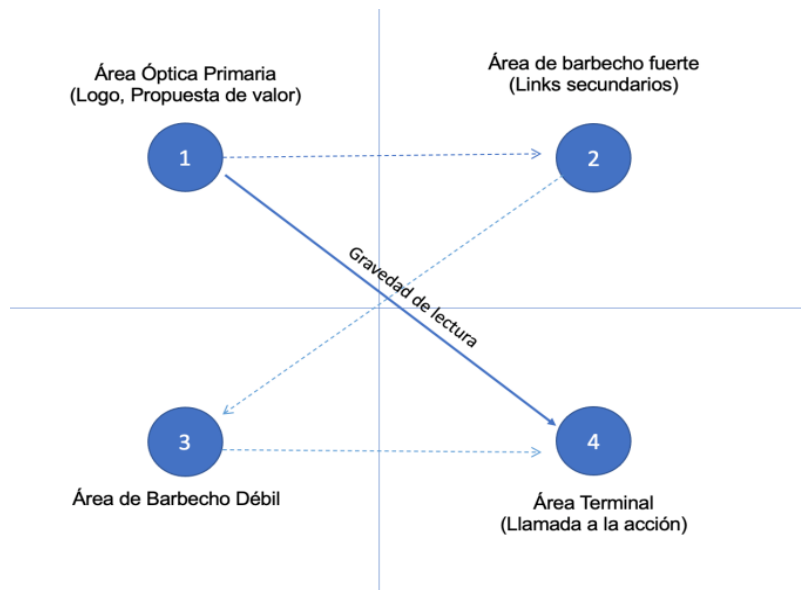 Área Óptica Primaria
(Logo, Propuesta de valor)
1
Área de barbecho fuerte
(Links secundarios)
2
Gravedad de lectura
3
Área de Barbecho Débil
4
Área Terminal
(Llamada a la acción)